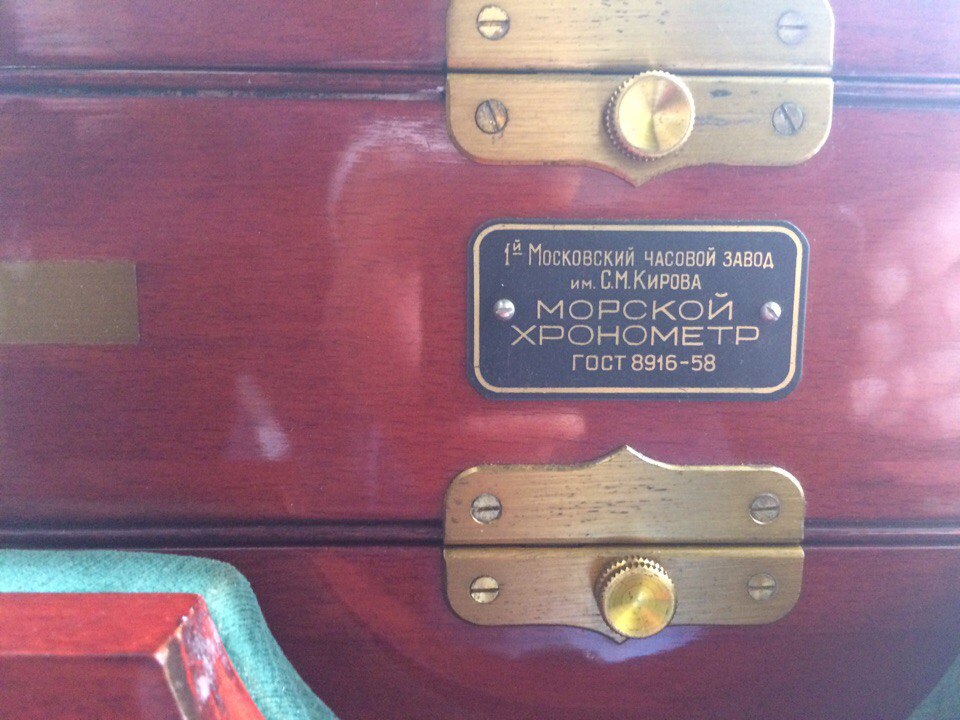 1й Московский часовой завод
им. С.М.Кирова
МОРСКОЙ
ХРОНОМЕТР
ГОСТ 8916-58